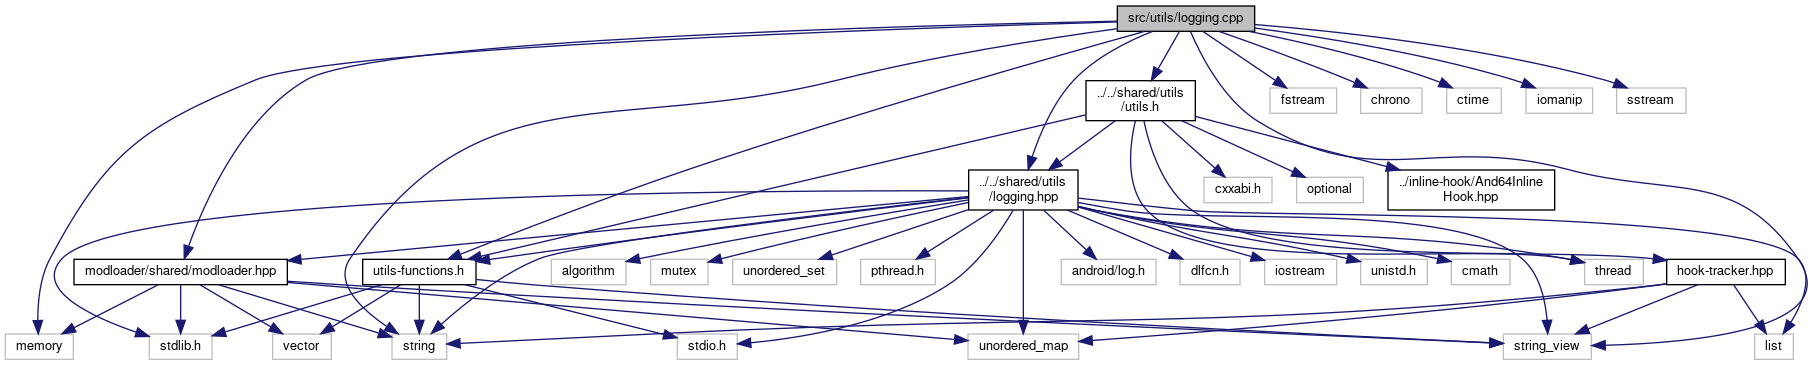 src/utils/logging.cpp
../../shared/utils
/utils.h
fstream
chrono
ctime
iomanip
sstream
../../shared/utils
/logging.hpp
cxxabi.h
optional
../inline-hook/And64Inline
Hook.hpp
modloader/shared/modloader.hpp
utils-functions.h
algorithm
mutex
unordered_set
pthread.h
android/log.h
dlfcn.h
iostream
unistd.h
cmath
thread
hook-tracker.hpp
memory
stdlib.h
vector
string
stdio.h
unordered_map
string_view
list